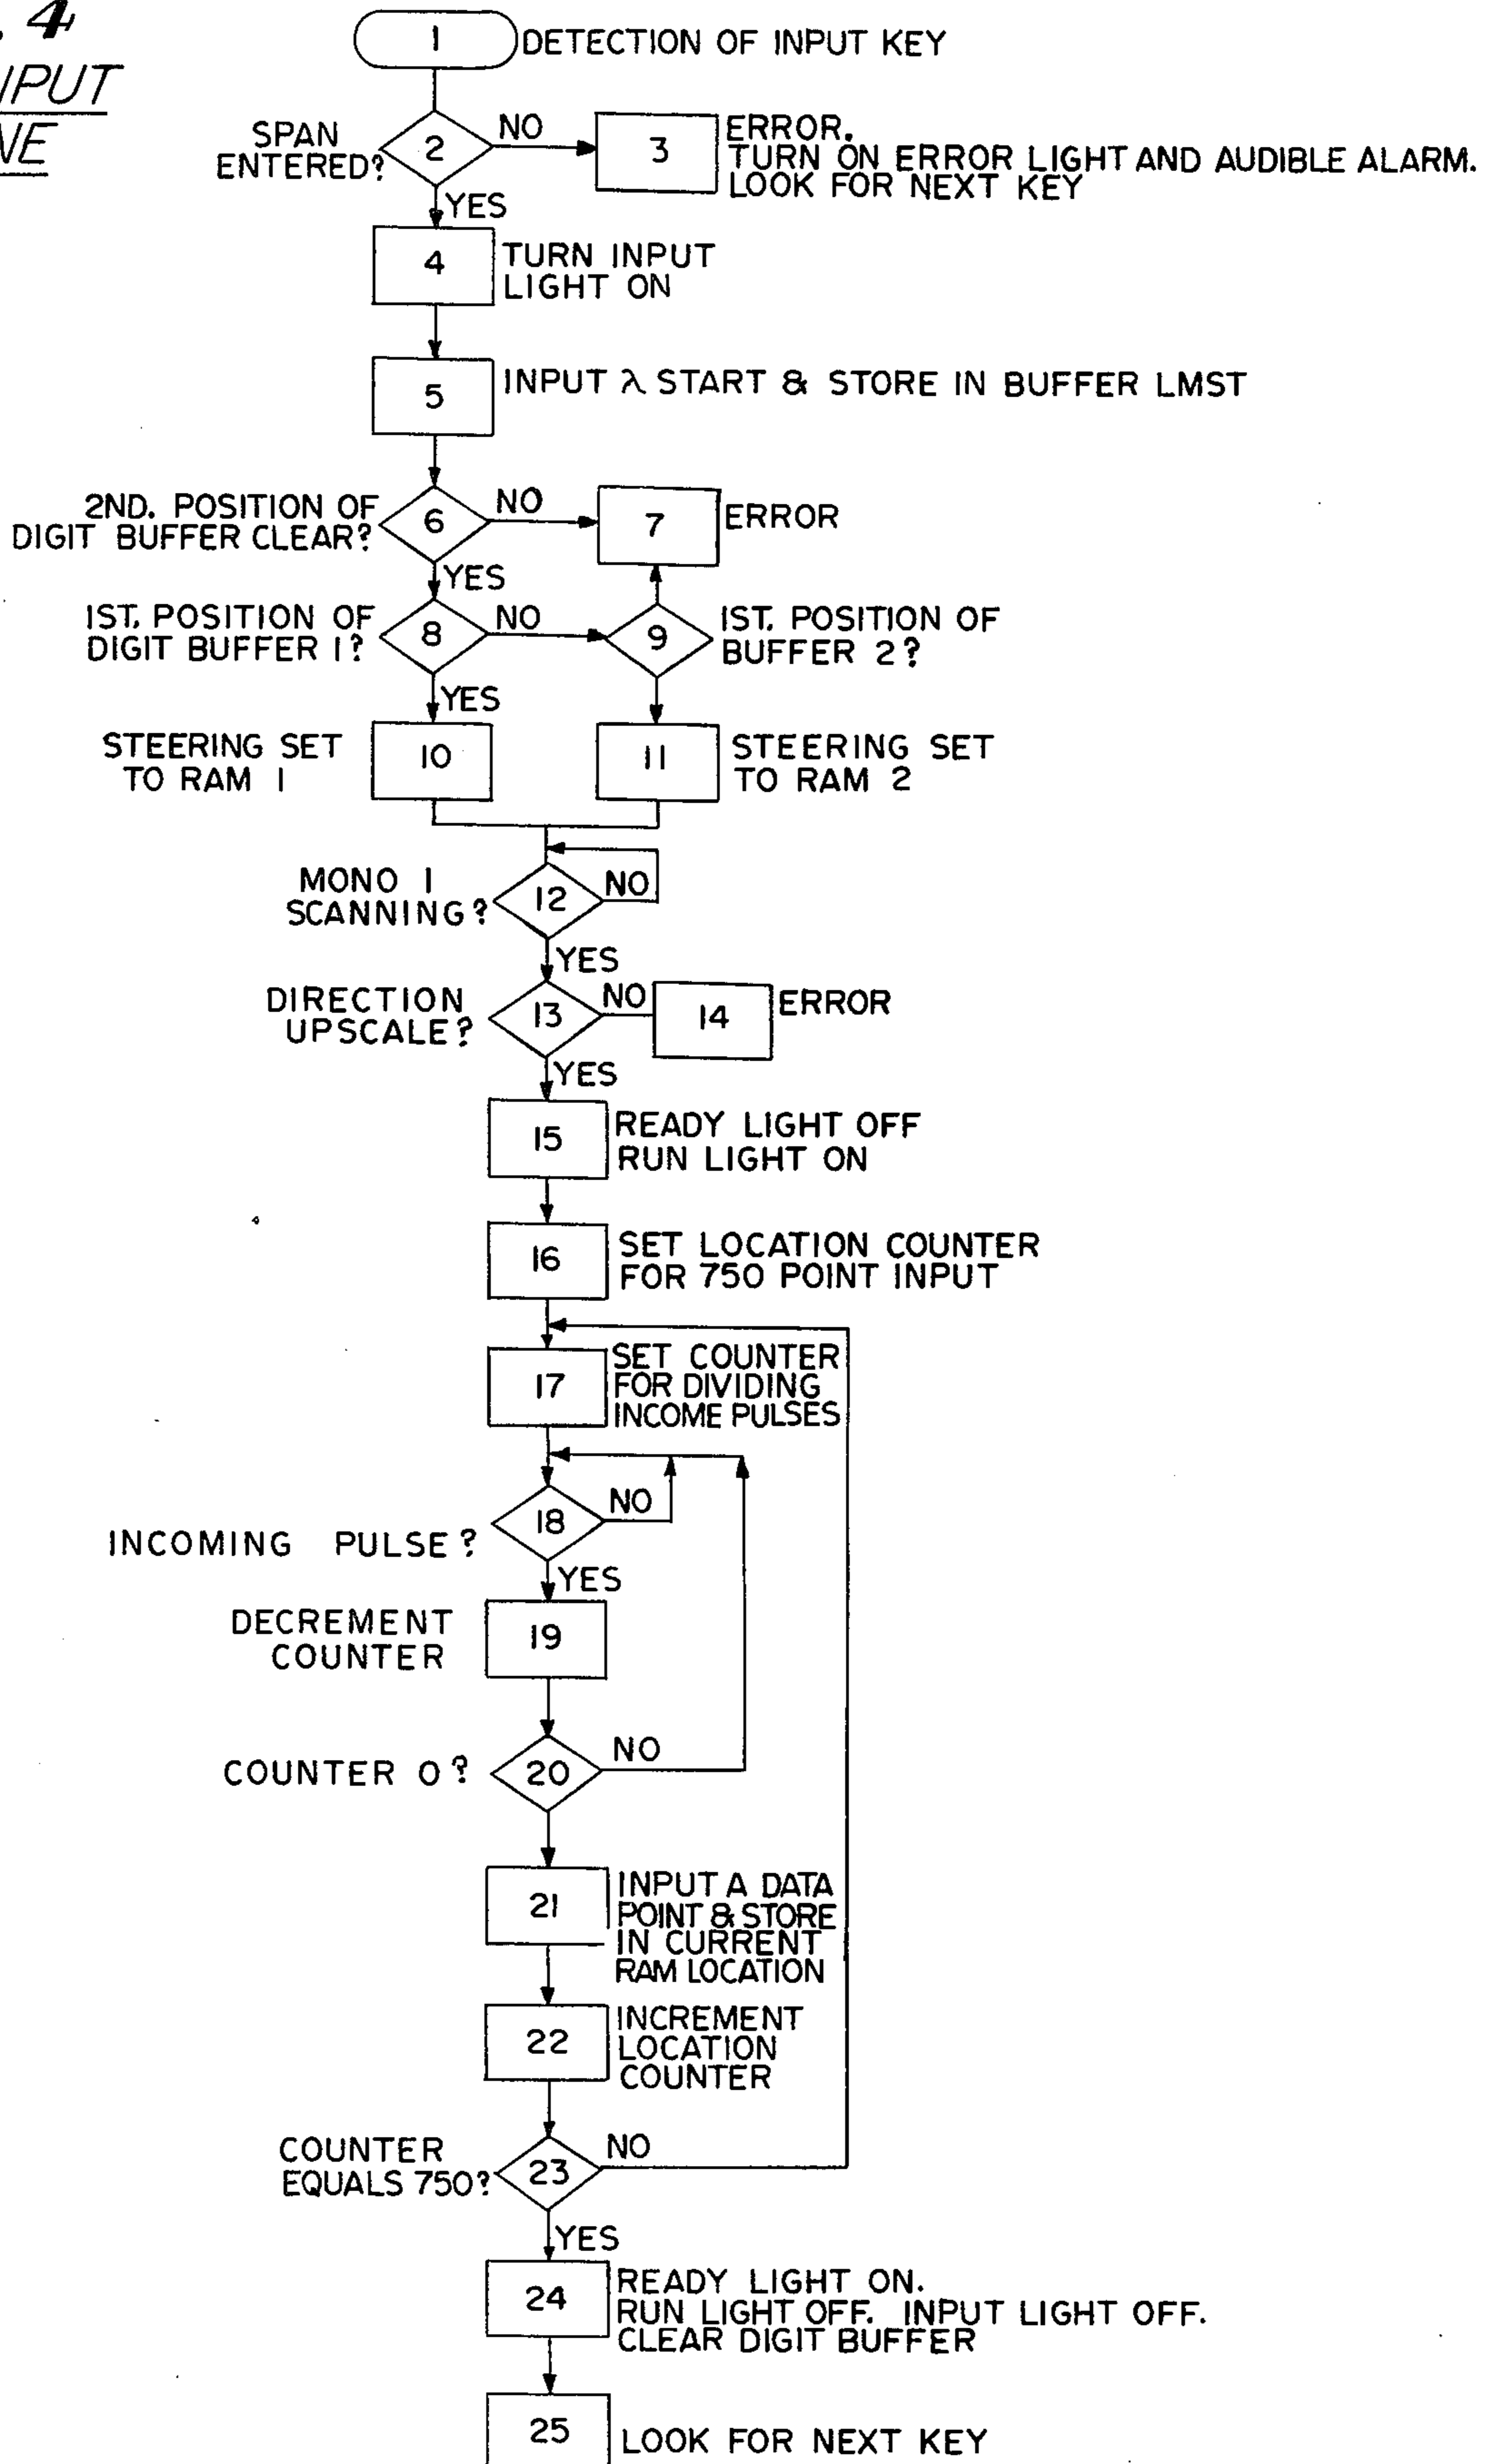 . 4
1
DETECTION OF INPUT KEY
SPAN
ENTERED?
2
NO
3
ERROR.
TURN ON ERROR LIGHT AND AUDIBLE ALARM.
LOOK FOR NEXT KEY
YES
4
TURN INPUT
LIGHT ON
5
INPUT λ START & STORE IN BUFFER LMST
2ND. POSITION OF
DIGIT BUFFER CLEAR?
6
NO
7
ERROR
YES
1ST. POSITION OF
DIGIT BUFFER 1?
8
NO
9
1ST. POSITION OF
BUFFER 2?
YES
STEERING SET
TO RAM 1
10
11
STEERING SET
TO RAM 2
MONO 1
SCANNING?
12
NO
YES
DIRECTION
UPSCALE?
13
NO
14
ERROR
YES
15
READY LIGHT OFF
RUN LIGHT ON
16
SET LOCATION COUNTER
FOR 750 POINT INPUT
17
SET COUNTER
FOR DIVIDING
INCOME PULSES
INCOMING PULSE?
18
NO
YES
DECREMENT
COUNTER
19
COUNTER 0?
20
NO
21
INPUT A DATA
POINT & STORE
IN CURRENT
RAM LOCATION
22
INCREMENT
LOCATION
COUNTER
COUNTER
EQUALS 750?
23
NO
YES
24
READY LIGHT ON.
RUN LIGHT OFF. INPUT LIGHT OFF.
CLEAR DIGIT BUFFER
25
LOOK FOR NEXT KEY